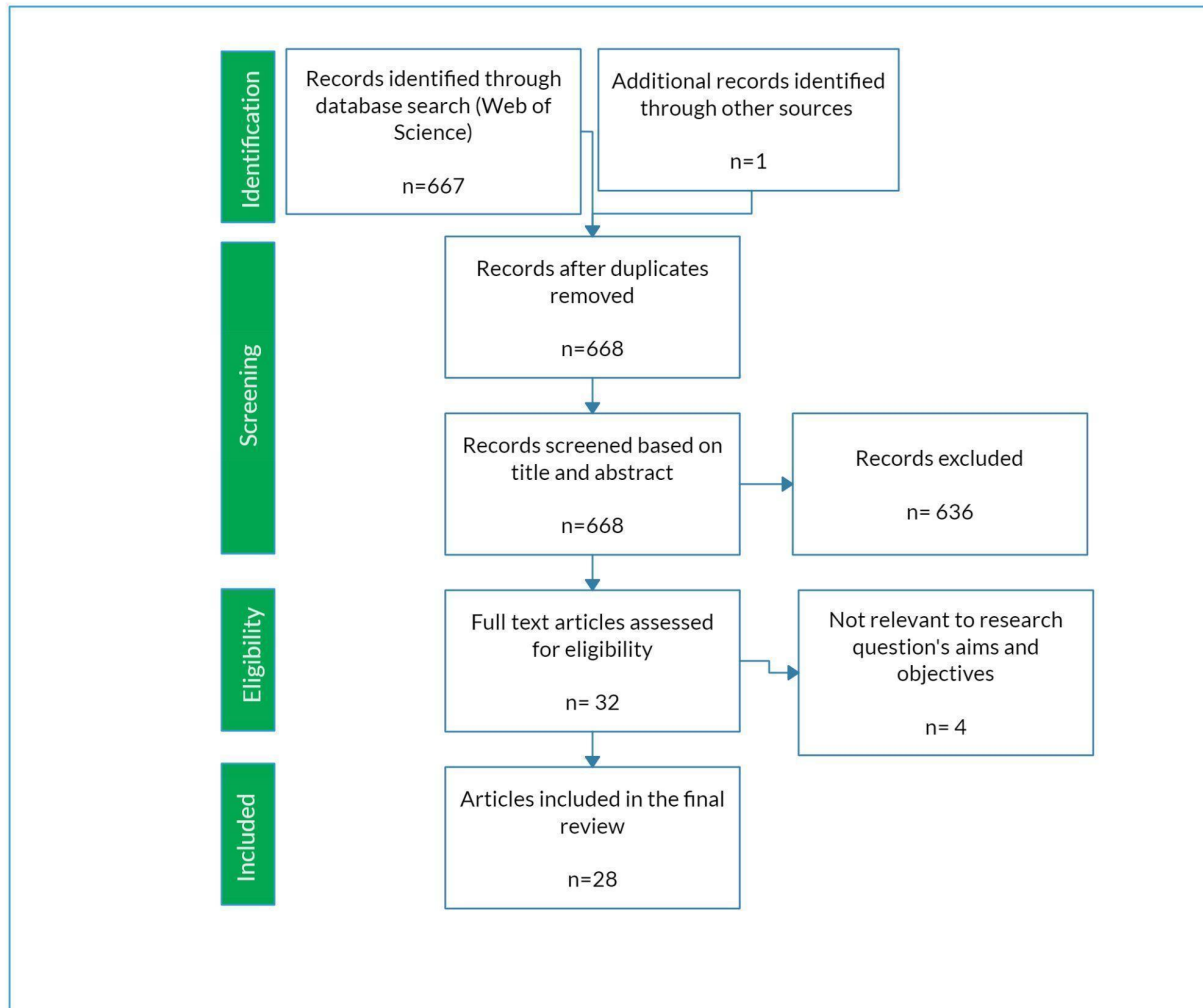 Identification
Records identified through
database search (Web of
Science)
n=667
Additional records identified
through other sources
n=1
Screening
Records after duplicates
removed
n=668
Records screened based on
title and abstract
n=668
Records excluded
n= 636
Eligibility
Full text articles assessed
for eligibility
n= 32
Not relevant to research
question's aims and
objectives
n= 4
Included
Articles included in the final
review
n=28